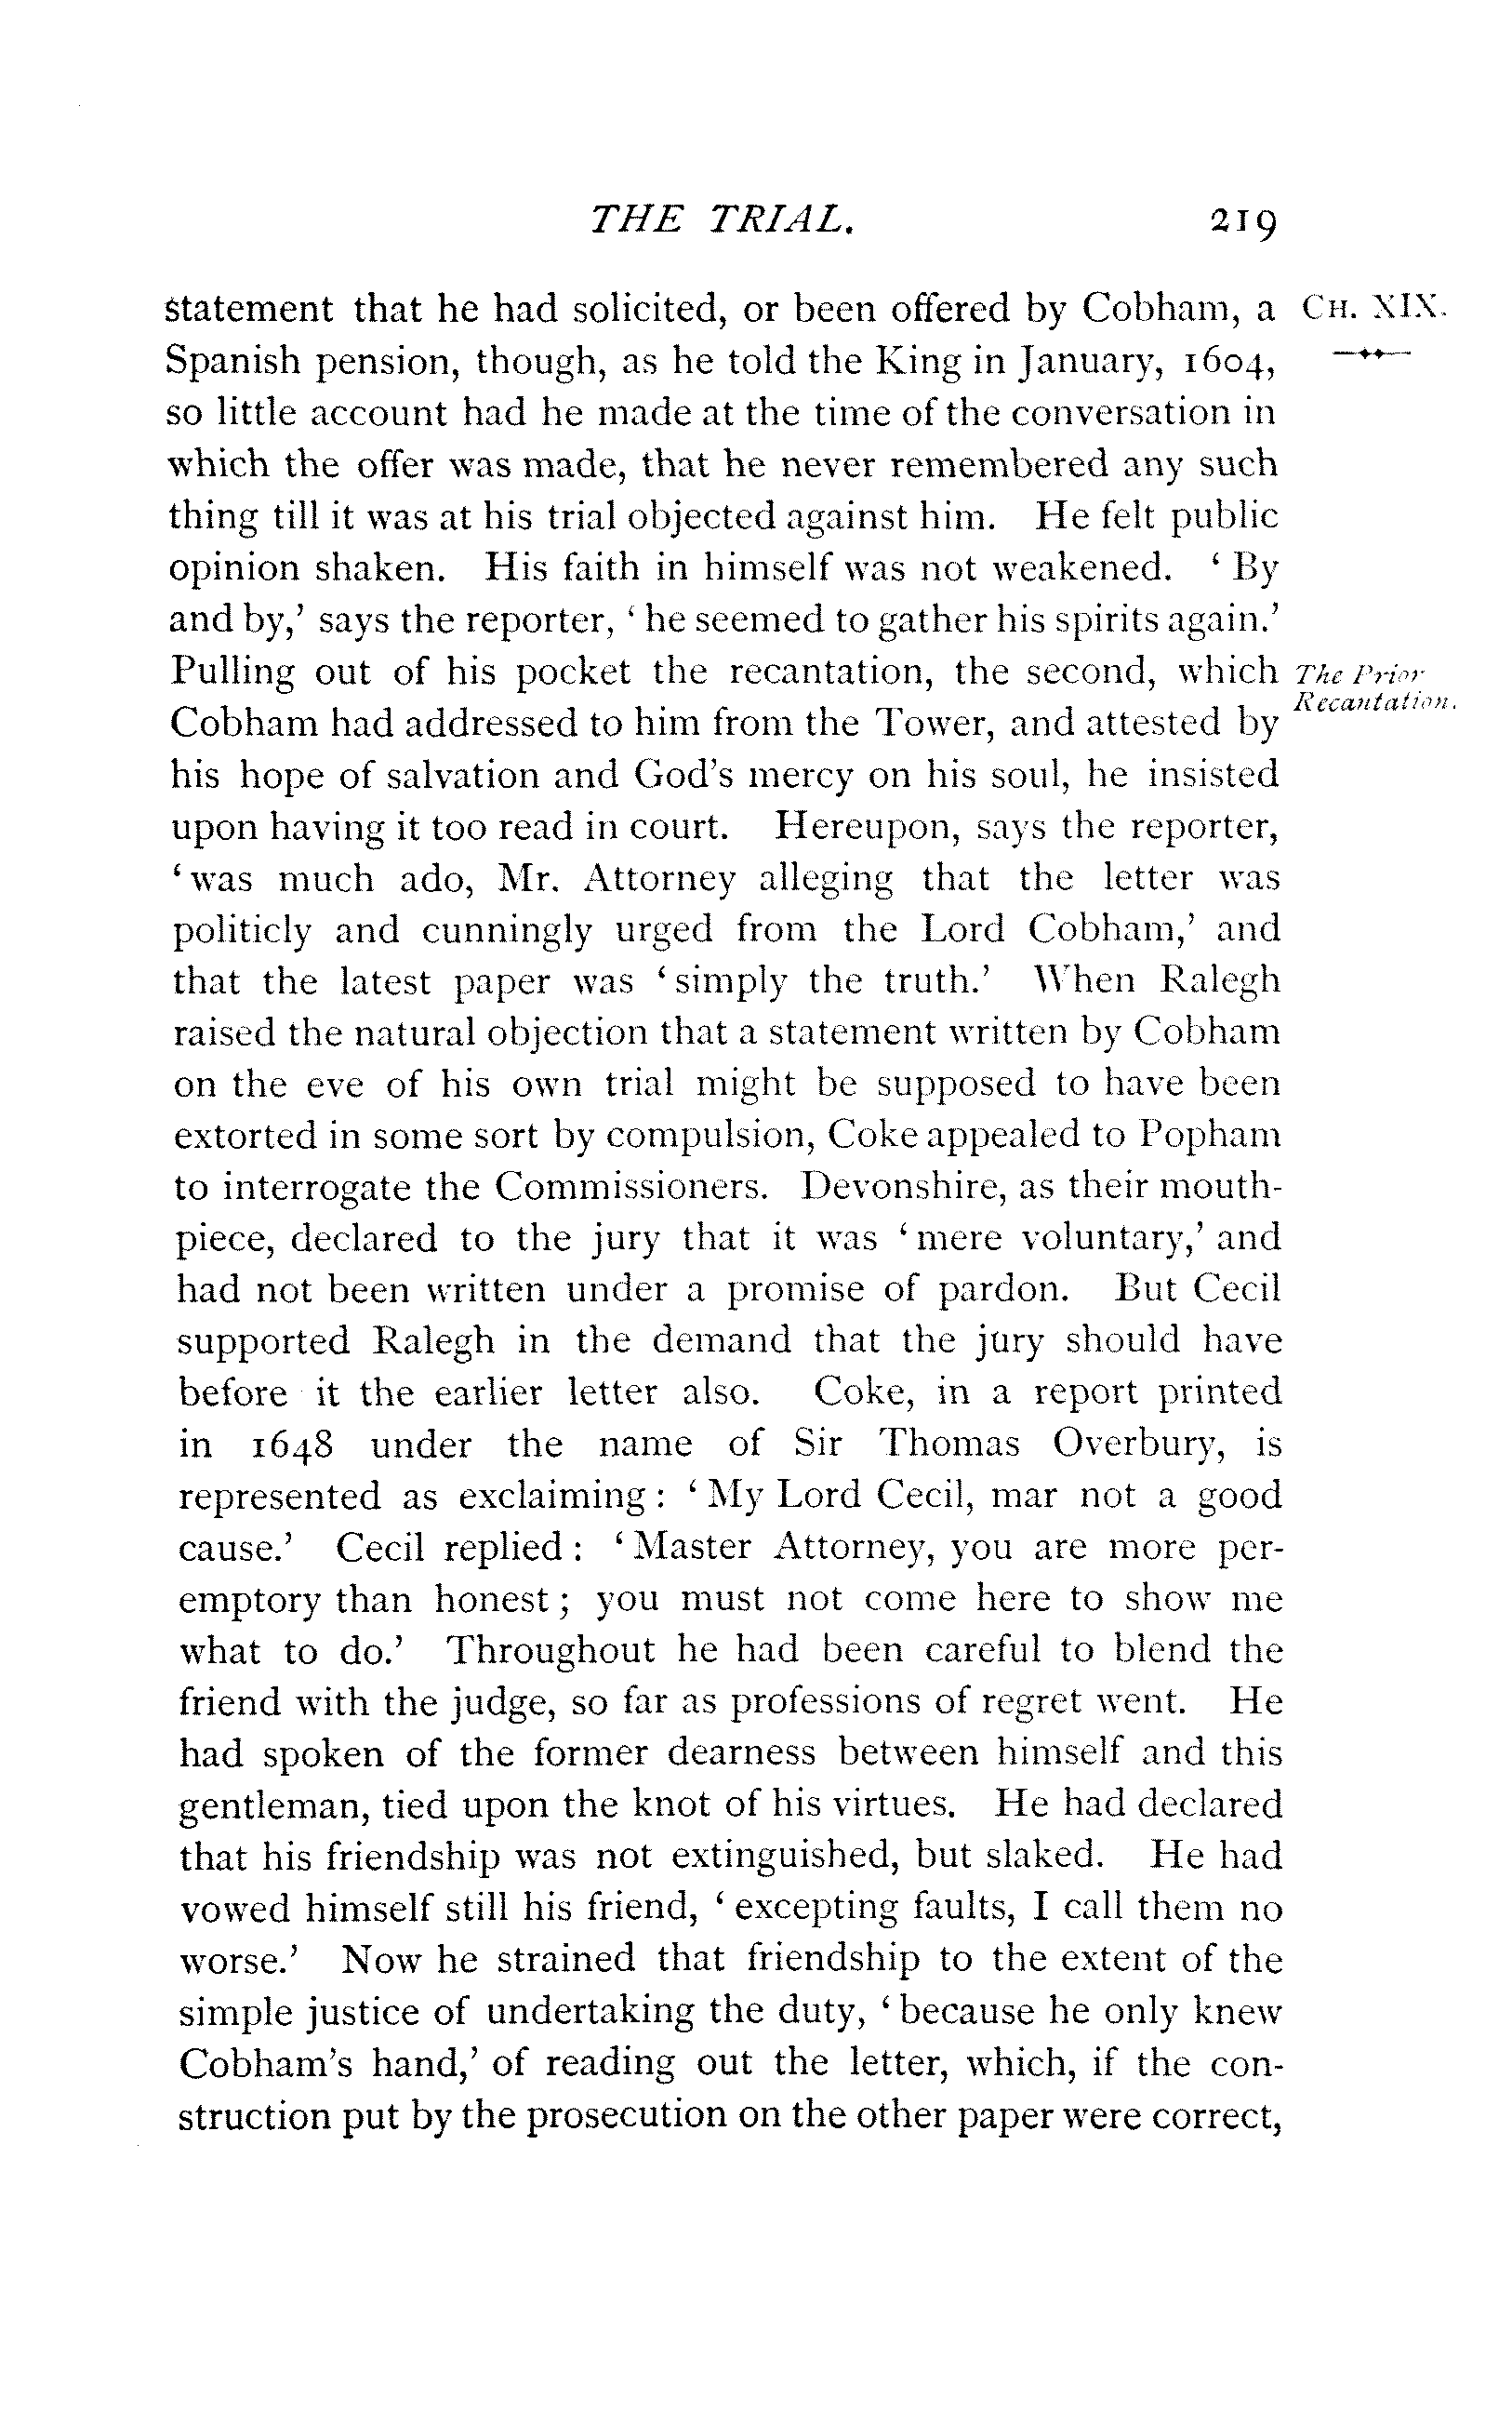 THE TRIAL. 219
statement that he had solicited, or been offered by Cobham, a CH. XIX.
Spanish pension, though, as he told the King in January, 1604,
so little account had he made at the time of the conversation in
which the offer was made, that he never remembered any such
thing till it was at his trial objected against him. He felt public
opinion shaken. His faith in himself was not weakened. ‘ By
and by,’ says the reporter, ‘ he seemed to gather his spirits again.’
Pulling out of his pocket the recantation, the second, which The Prior
Cobham had addressed to him from the Tower, and attested by Recantation.
his hope of salvation and God’s mercy on his soul, he insisted
upon having it too read in court. Hereupon, says the reporter,
‘ was much ado, Mr. Attorney alleging that the letter was
politicly and cunningly urged from the Lord Cobham,’ and
that the latest paper was ‘ simply the truth.’ When Ralegh
raised the natural objection that a statement written by Cobham
on the eve of his own trial might be supposed to have been
extorted in some sort by compulsion, Coke appealed to Popham
to interrogate the Commissioners. Devonshire, as their mouth-
piece, declared to the jury that it was ‘ mere voluntary,’ and
had not been written under a promise of pardon. But Cecil
supported Ralegh in the demand that the jury should have
before it the earlier letter also. Coke, in a report printed
in 1648 under the name of Sir Thomas Overbury, is
represented as exclaiming : ‘ My Lord Cecil, mar not a good
cause.’ Cecil replied : ‘ Master Attorney, you are more per-
emptory than honest ; you must not come here to show me
what to do.’ Throughout he had been careful to blend the
friend with the judge, so far as professions of regret went. He
had spoken of the former dearness between himself and this
gentleman, tied upon the knot of his virtues. He had declared
that his friendship was not extinguished, but slaked. He had
vowed himself still his friend, ‘ excepting faults, I call them no
worse.’ Now he strained that friendship to the extent of the
simple justice of undertaking the duty, ‘ because he only knew
Cobham’s hand,’ of reading out the letter, which, if the con-
struction put by the prosecution on the other paper were correct,